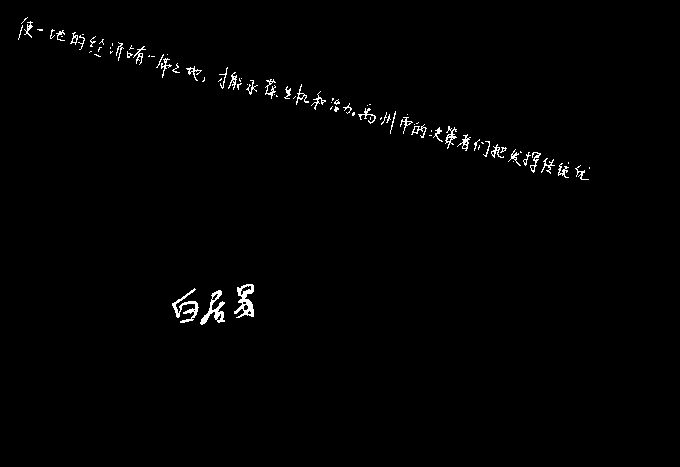 使一地的经济占有一席之地，才能永葆生机和活力。禹州市的决策者们把发挥传统优
白居易